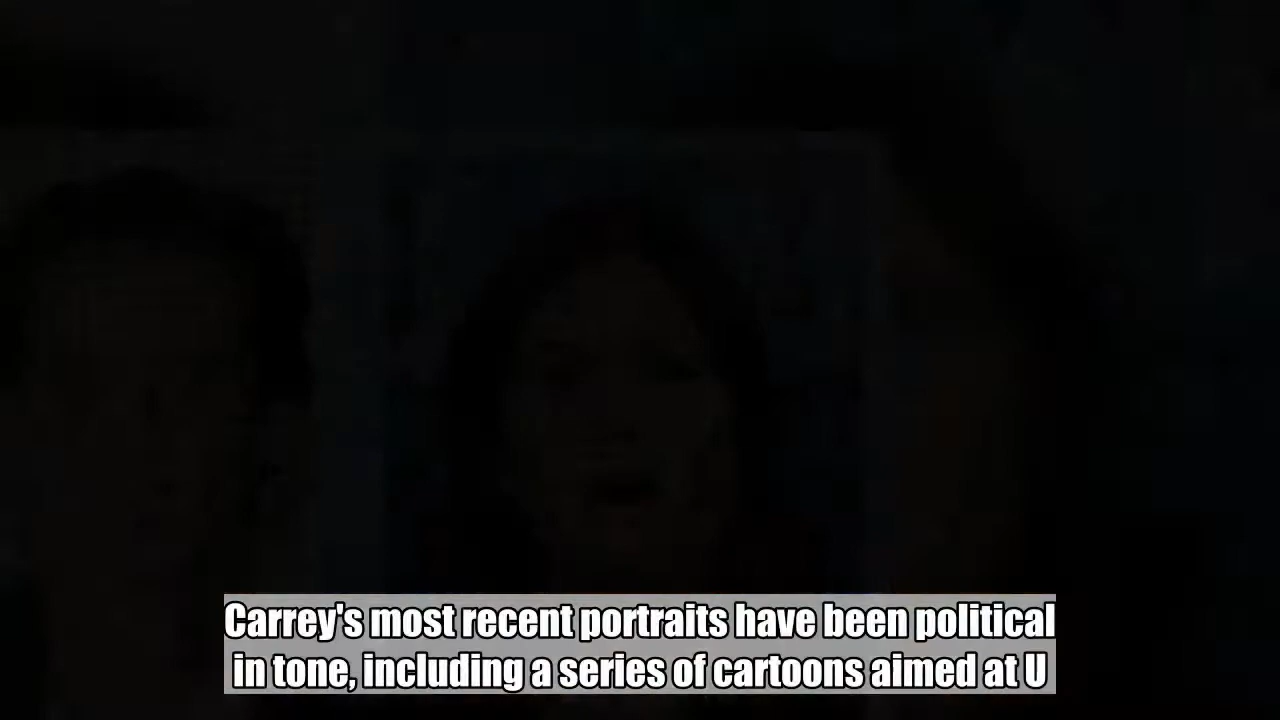 Carrey's most recent portraits have been political
in tone, including a series of cartoons aimed at U